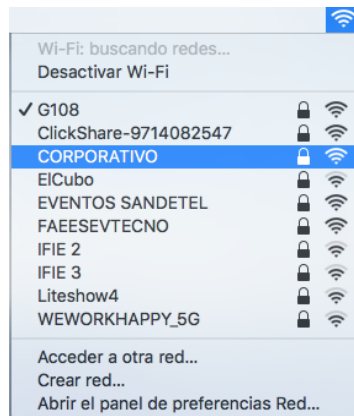 Wi-Fi: buscando redes...
Desactivar Wi-Fi
✓ G108
ClickShare-9714082547
CORPORATIVO
ElCubo
EVENTOS SANDETEL
FAEESEVTECNO
IFIE 2
IFIE 3
Liteshow4
WEWORKHAPPY_5G
Acceder a otra red...
Crear red...
Abrir el panel de preferencias Red...